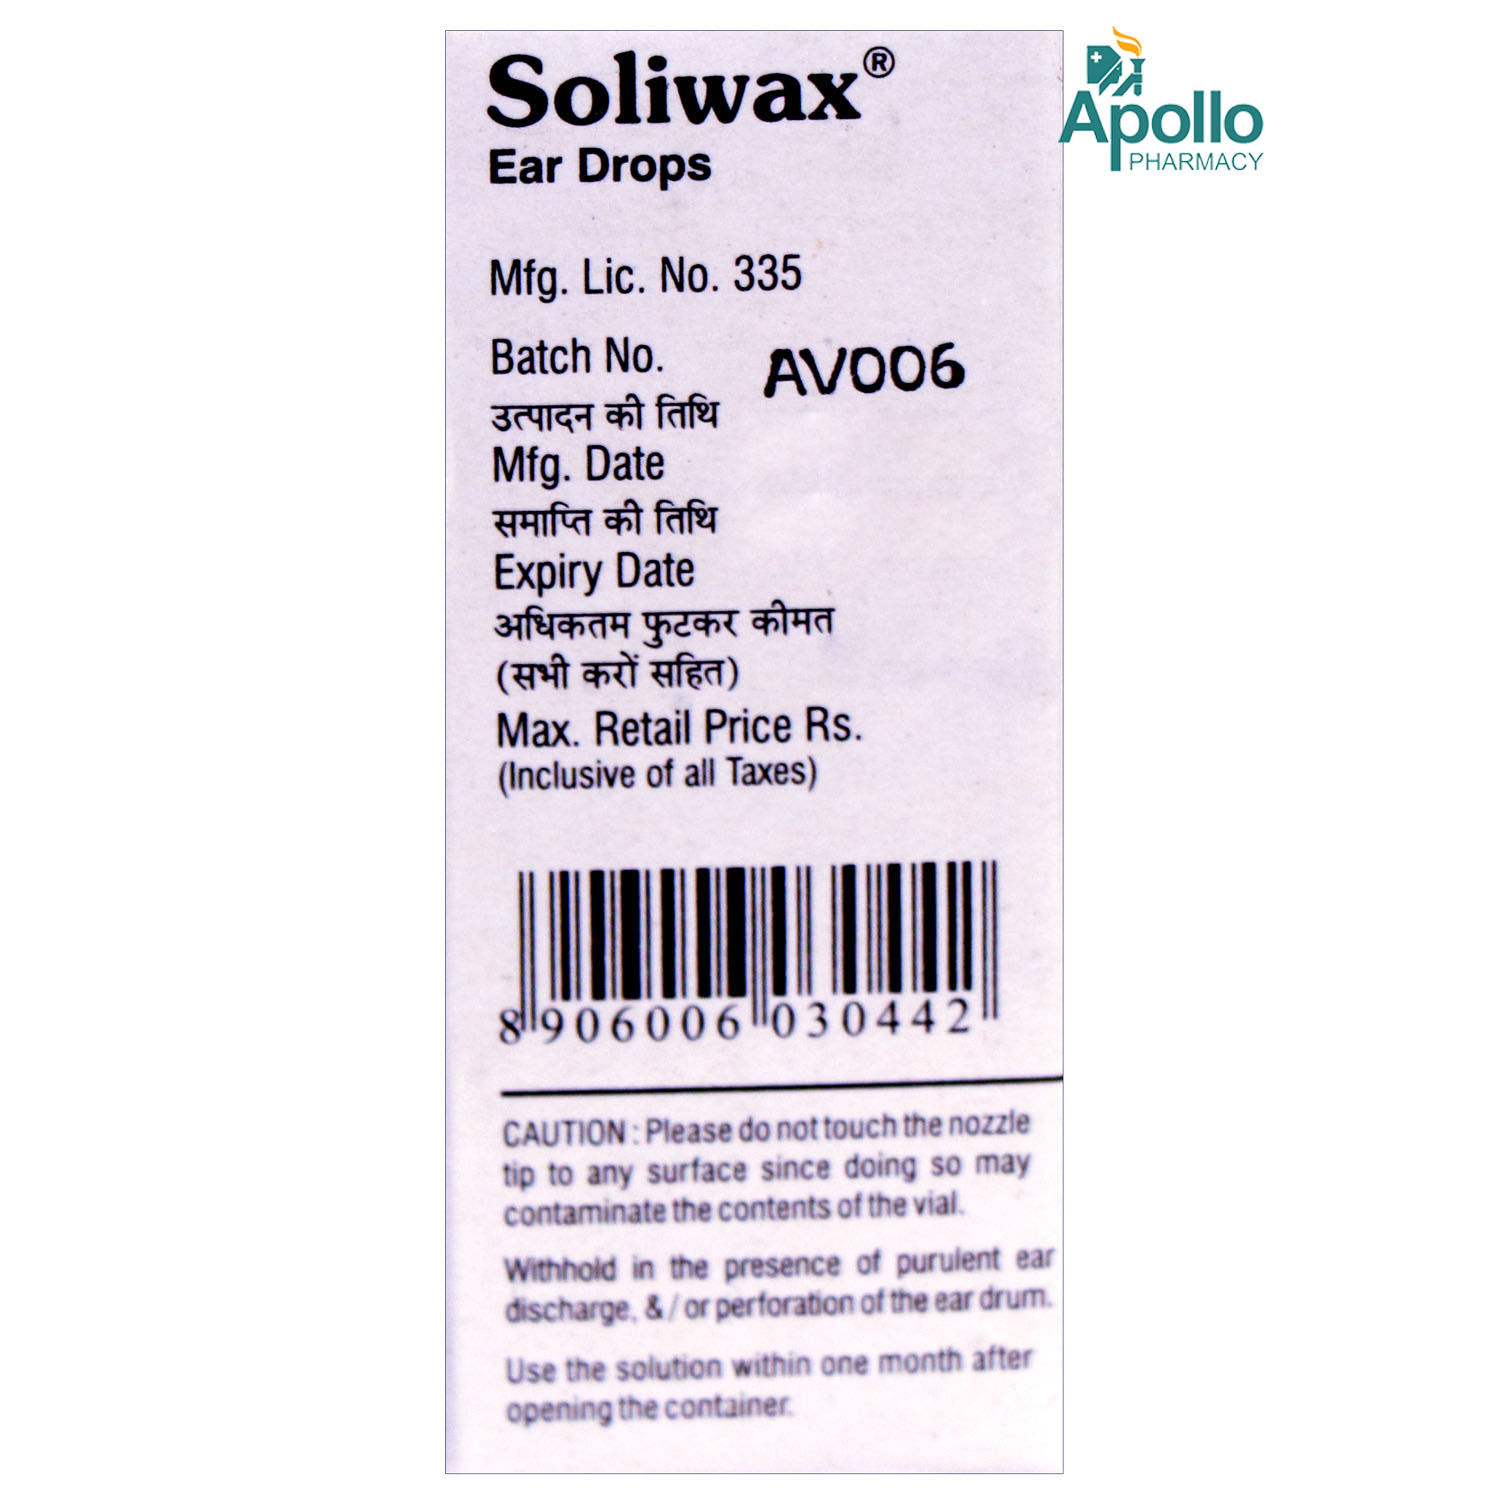 Soliwax®
Ear Drops
Apollo
PHARMACY
Mfg. Lic. No. 335
Batch No. AV006
उत्पादन की तिथि
Mfg. Date
समाप्ति की तिथि
Expiry Date
अधिकतम फुटकर कीमत
(सभी करों सहित)
Max. Retail Price Rs.
(Inclusive of all Taxes)
8 906006 030442
CAUTION : Please do not touch the nozzle
tip to any surface since doing so may
contaminate the contents of the vial.
Withhold in the presence of purulent ear
discharge, & / or perforation of the ear drum.
Use the solution within one month after
opening the container.